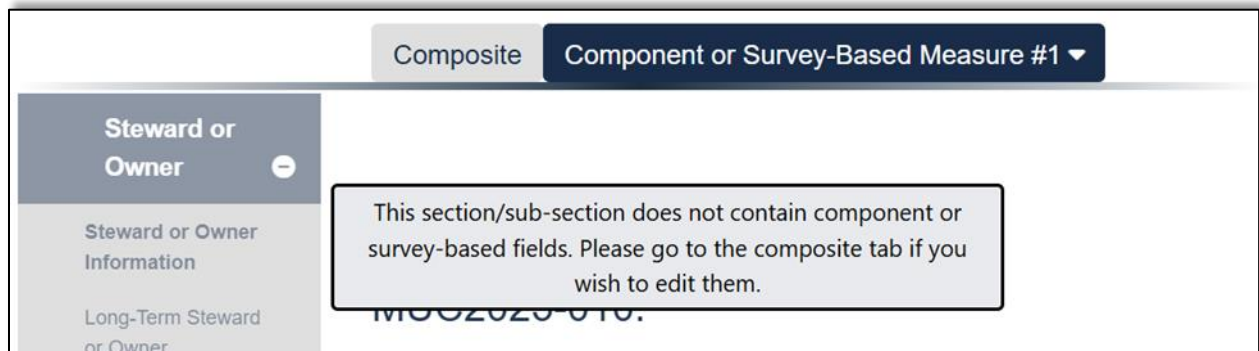 Composite
Component or Survey-Based Measure #1
Steward or
Owner
Steward or Owner
Information
Long-Term Steward
or Owner
This section/sub-section does not contain component or
survey-based fields. Please go to the composite tab if you
wish to edit them.